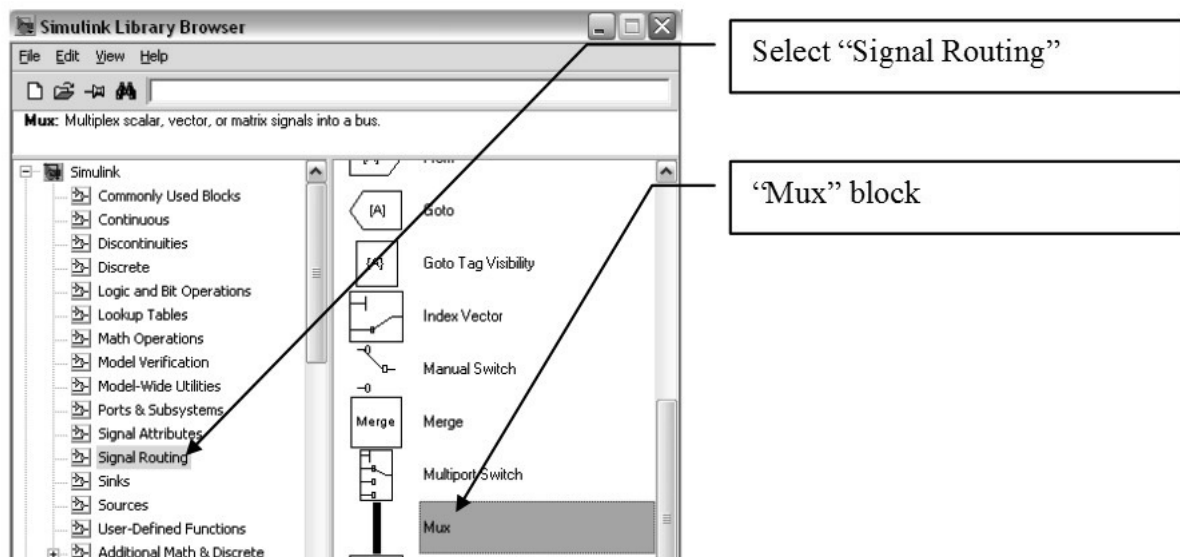 Simulink Library Browser
File Edit View Help
Mux: Multiplex scalar, vector, or matrix signals into a bus.
Simulink
Commonly Used Blocks
Continuous
Discontinuities
Discrete
Logic and Bit Operations
Lookup Tables
Math Operations
Model Verification
Model-Wide Utilities
Ports & Subsystems
Signal Attributes
Signal Routing
Sinks
Sources
User-Defined Functions
Additional Math & Discrete
[A] Goto
{A} Goto Tag Visibility
Index Vector
Manual Switch
Merge Merge
Multiport Switch
Mux
Select “Signal Routing”
“Mux” block